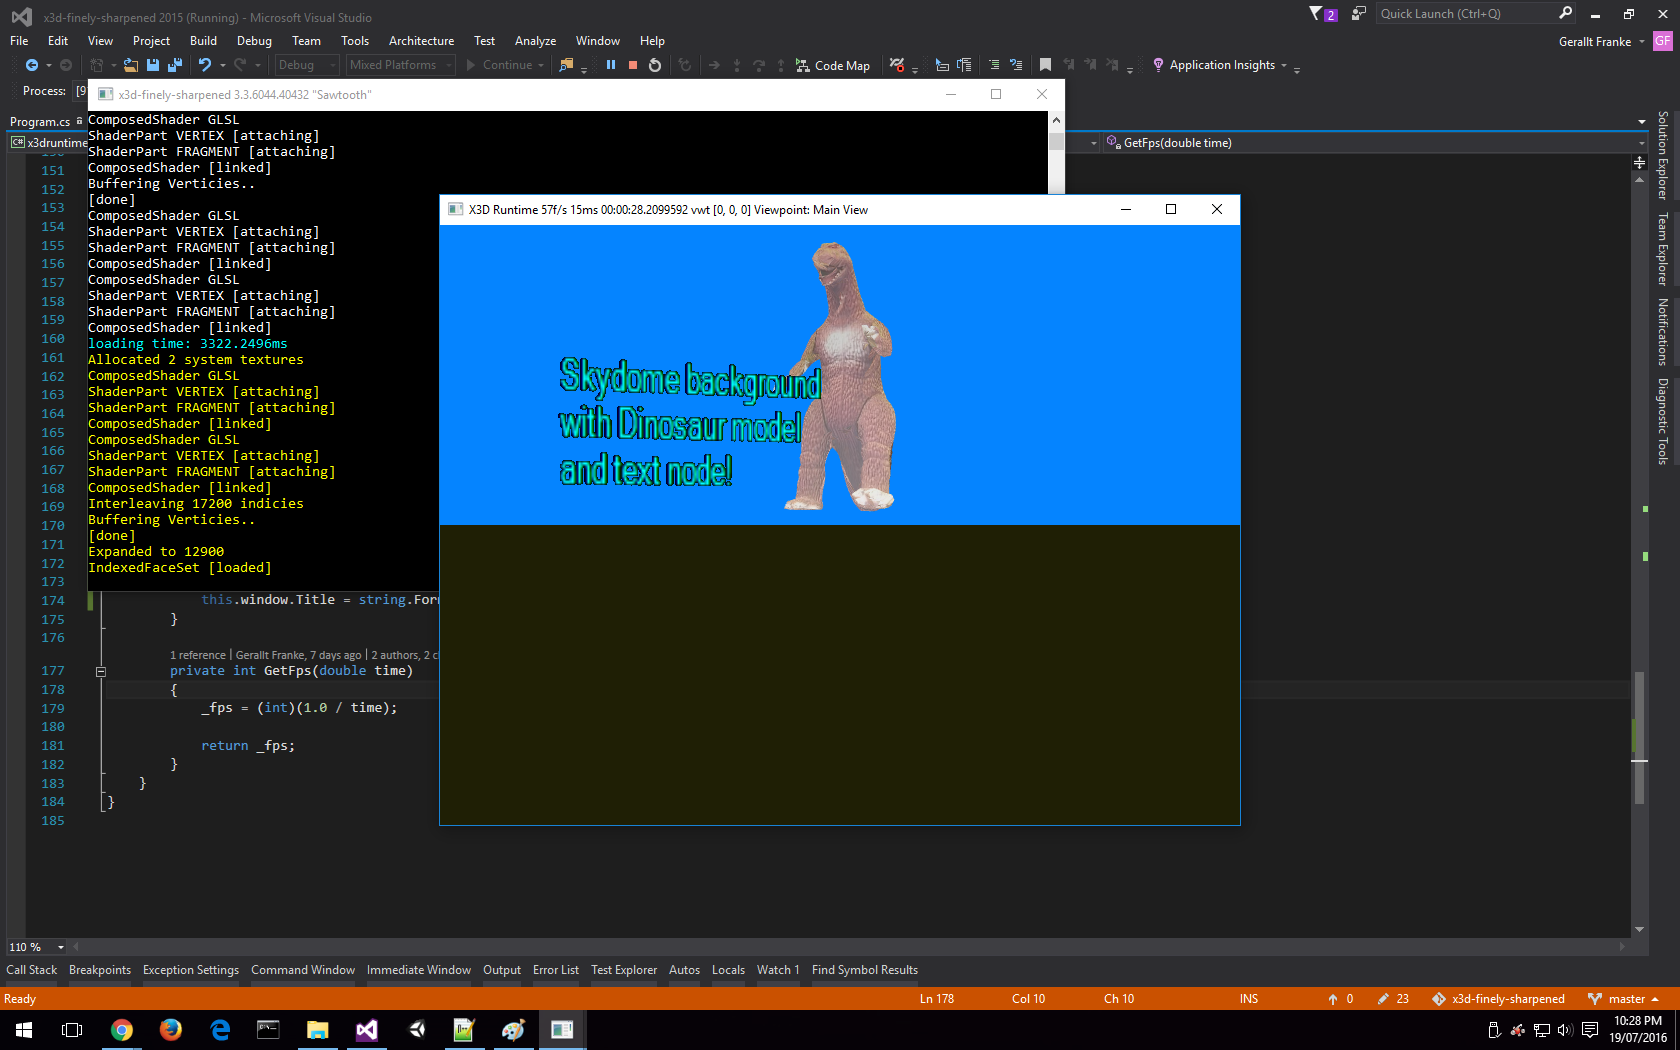 x3d-finely-sharpened 2015 (Running) - Microsoft Visual Studio
2
Quick Launch (Ctrl+Q)
File Edit View Project Build Debug Team Tools Architecture Test Analyze Window Help
Gerallt Franke GF
Debug Mixed Platforms Continue Code Map Application Insights
Process: [9
x3d-finely-sharpened 3.3.6044.40432 "Sawtooth"
Program.cs
C# x3druntime
GetFps(double time)
ComposedShader GLSL
ShaderPart VERTEX [attaching]
ShaderPart FRAGMENT [attaching]
ComposedShader [linked]
Buffering Verticies..
[done]
ComposedShader GLSL
ShaderPart VERTEX [attaching]
ShaderPart FRAGMENT [attaching]
ComposedShader [linked]
ComposedShader GLSL
ShaderPart VERTEX [attaching]
ShaderPart FRAGMENT [attaching]
ComposedShader [linked]
loading time: 3322.2496ms
Allocated 2 system textures
ComposedShader GLSL
ShaderPart VERTEX [attaching]
ShaderPart FRAGMENT [attaching]
ComposedShader [linked]
ComposedShader GLSL
ShaderPart VERTEX [attaching]
ShaderPart FRAGMENT [attaching]
ComposedShader [linked]
Interleaving 17200 indicies
Buffering Verticies..
[done]
Expanded to 12900
IndexedFaceSet [loaded]
X3D Runtime 57f/s 15ms 00:00:28.2099592 vwt [0, 0, 0] Viewpoint: Main View
Skydome background
with Dinosaur model
and text node!
151
152
153
154
155
156
157
158
159
160
161
162
163
164
165
166
167
168
169
170
171
172
173
174 this.window.Title = string.For
175 }
176
1 reference | Gerallt Franke, 7 days ago | 2 authors, 2 c
177 private int GetFps(double time)
178 {
179 _fps = (int)(1.0 / time);
180
181 return _fps;
182 }
183 }
184 }
185
Solution Explorer
Team Explorer
Notifications
Diagnostic Tools
110 %
Call Stack Breakpoints Exception Settings Command Window Immediate Window Output Error List Test Explorer Autos Locals Watch 1 Find Symbol Results
Ready Ln 178 Col 10 Ch 10 INS 0 23 x3d-finely-sharpened master
10:28 PM
19/07/2016